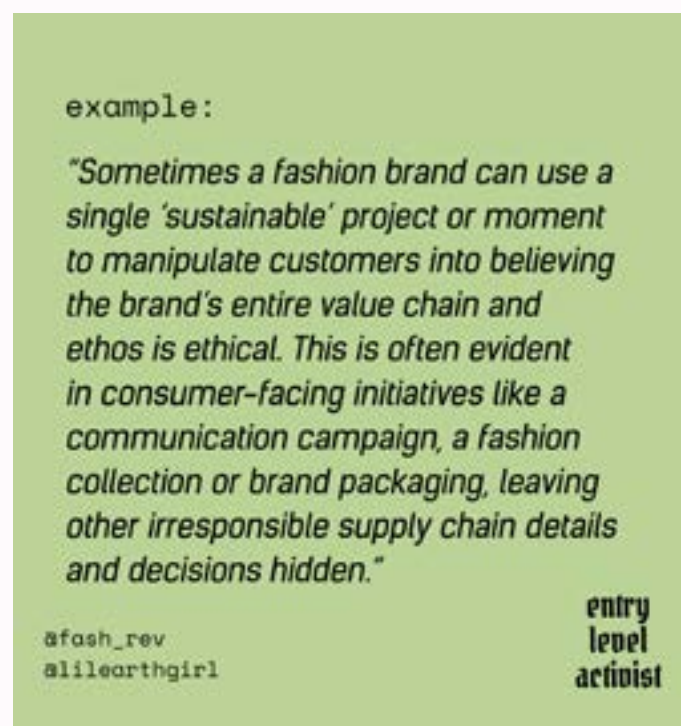 example:
"Sometimes a fashion brand can use a
single 'sustainable' project or moment
to manipulate customers into believing
the brand's entire value chain and
ethos is ethical. This is often evident
in consumer-facing initiatives like a
communication campaign, a fashion
collection or brand packaging, leaving
other irresponsible supply chain details
and decisions hidden."
@fash_rev
@lilearthgirl
entry
level
activist